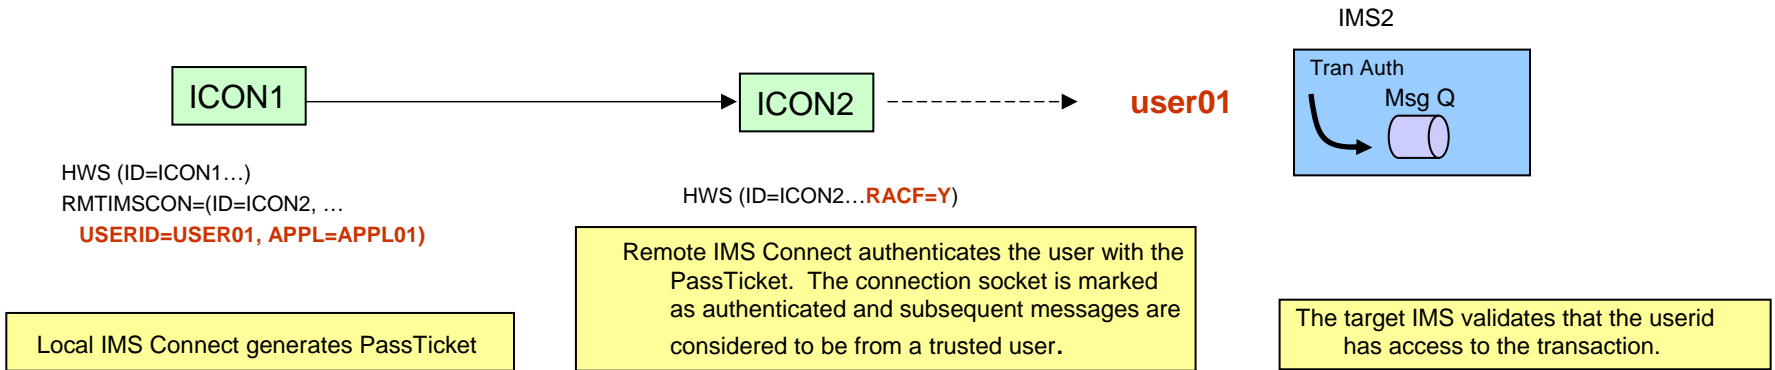 IMS2
ICON1
ICON2
user01
Tran Auth
Msg Q
HWS (ID=ICON1…)
RMTIMSCON=(ID=ICON2, …
USERID=USER01, APPL=APPL01)
HWS (ID=ICON2…RACF=Y)
Local IMS Connect generates PassTicket
Remote IMS Connect authenticates the user with the
PassTicket. The connection socket is marked
as authenticated and subsequent messages are
considered to be from a trusted user.
The target IMS validates that the userid
has access to the transaction.